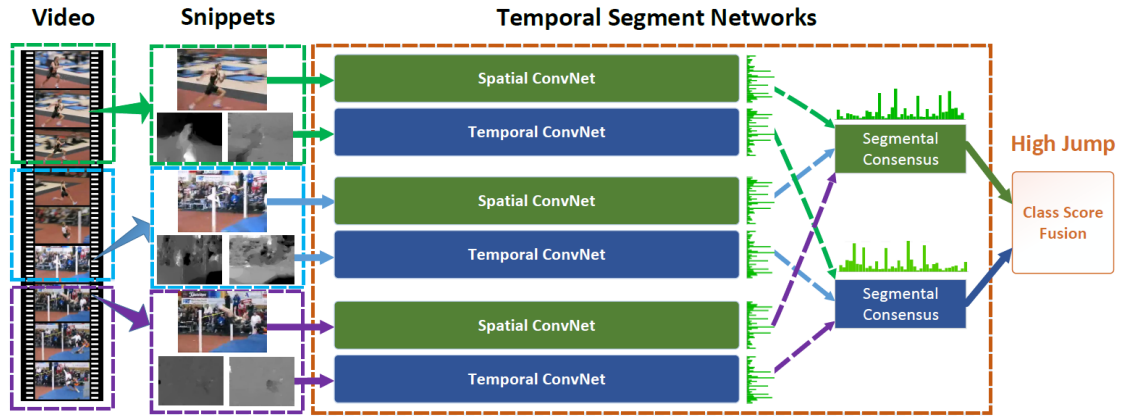 Video
Snippets
Temporal Segment Networks
Spatial ConvNet
Temporal ConvNet
Spatial ConvNet
Temporal ConvNet
Spatial ConvNet
Temporal ConvNet
Segmental
Consensus
Segmental
Consensus
High Jump
Class Score
Fusion